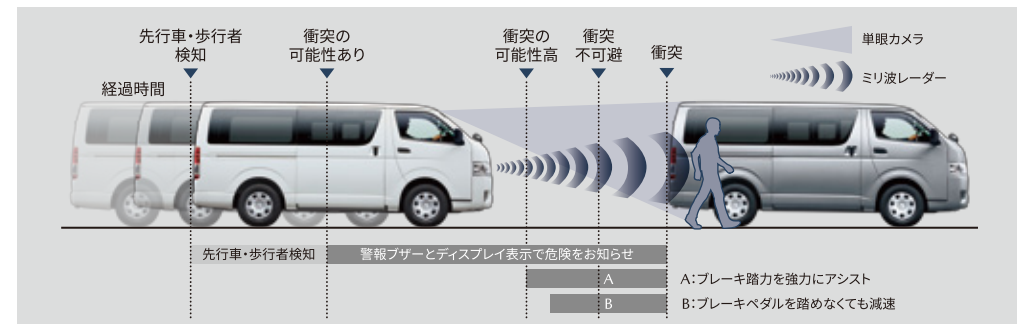 先行車・歩行者
検知
衝突の
可能性あり
衝突の
可能性高
衝突
不可避
衝突
単眼カメラ
ミリ波レーダー
経過時間
先行車・歩行者検知
警報ブザーとディスプレイ表示で危険をお知らせ
A
A：ブレーキ踏力を強力にアシスト
B
B：ブレーキペダルを踏めなくても減速